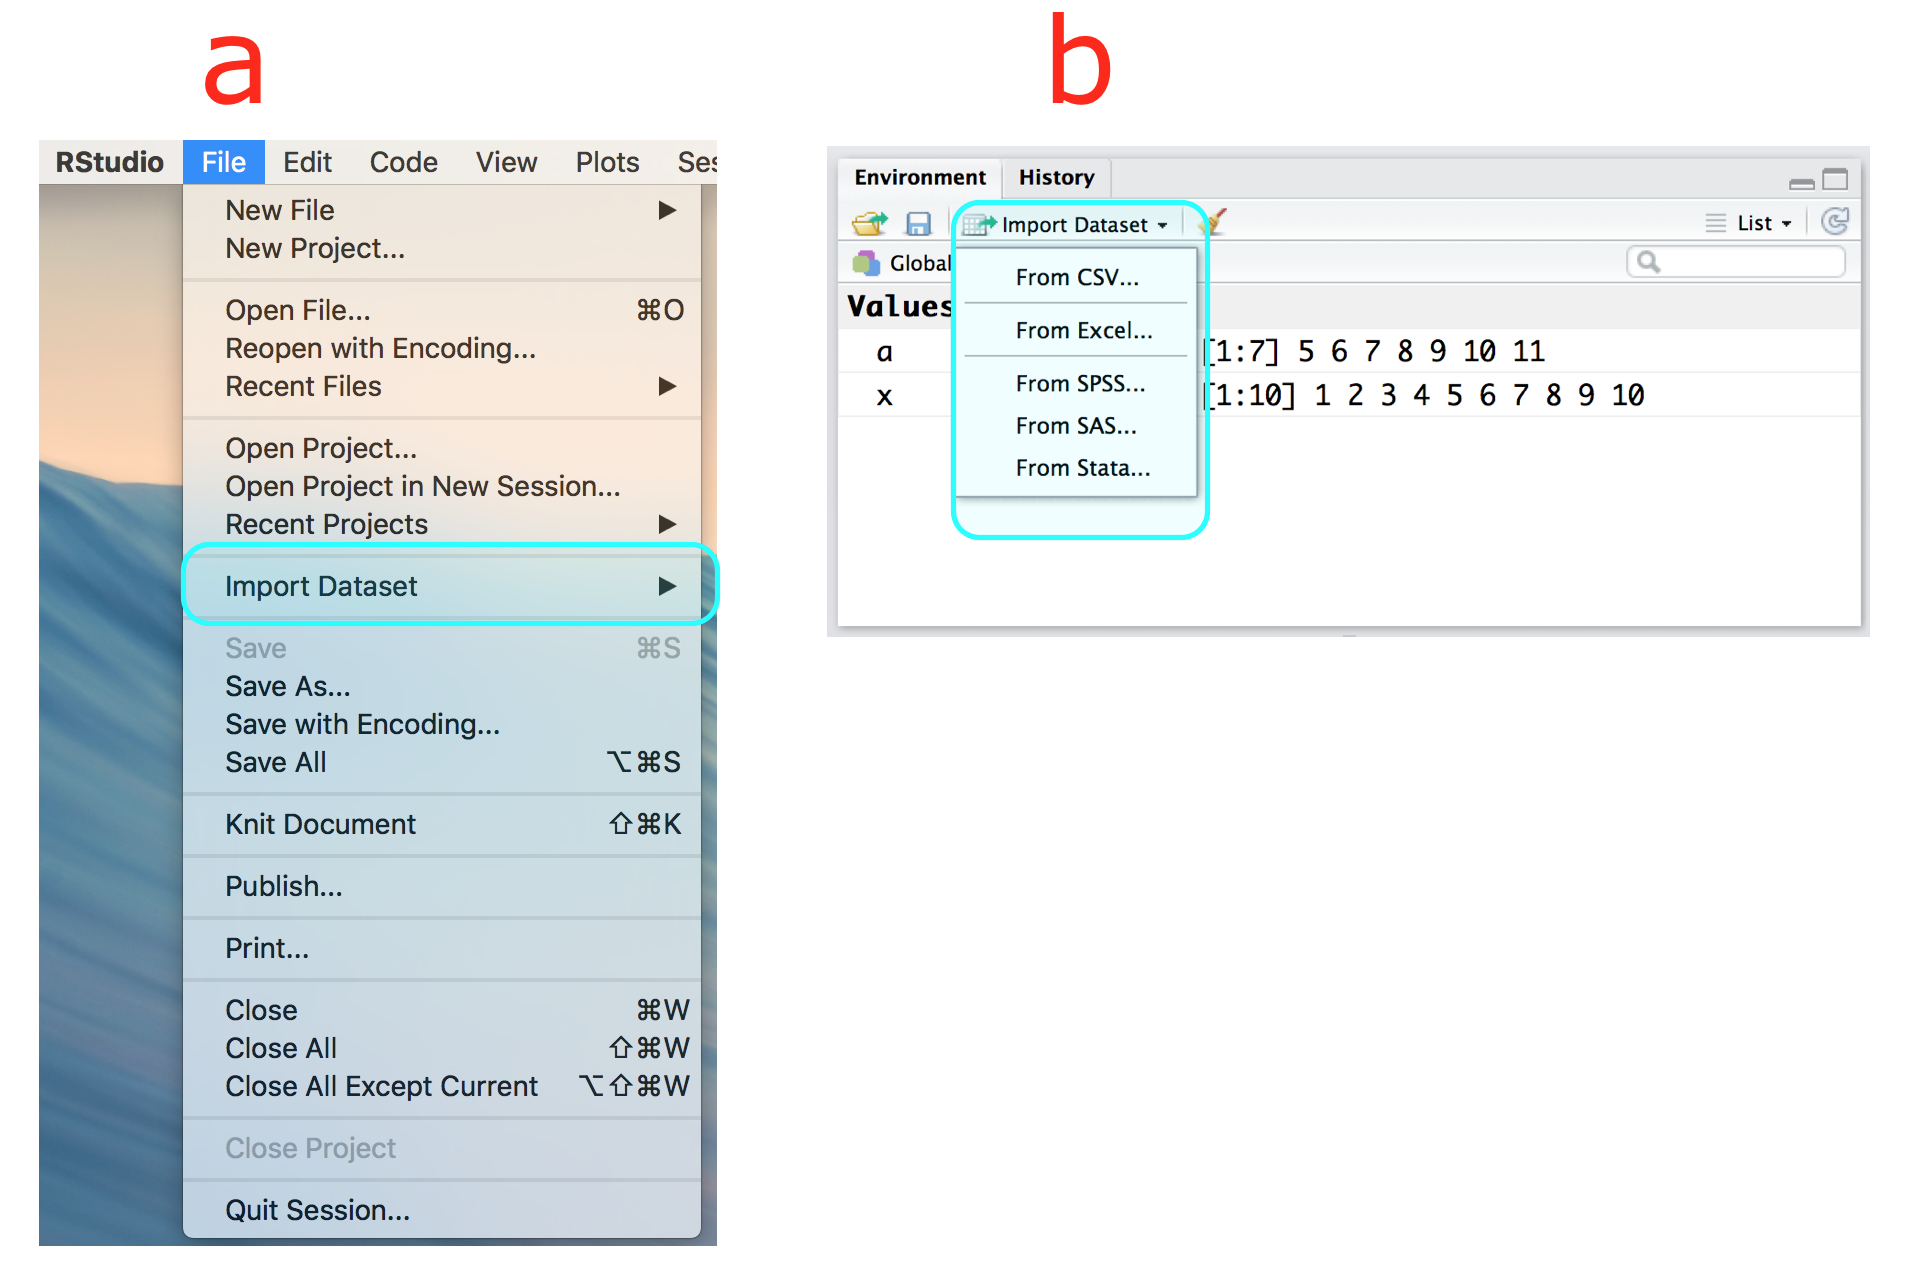 a
RStudio File Edit Code View Plots Ses
New File ▶
New Project...
Open File... ⌘O
Reopen with Encoding...
Recent Files ▶
Open Project...
Open Project in New Session...
Recent Projects ▶
Import Dataset ▶
Save ⌘S
Save As...
Save with Encoding...
Save All ⌥⌘S
Knit Document ⇧⌘K
Publish...
Print...
Close ⌘W
Close All ⇧⌘W
Close All Except Current ⌥⇧⌘W
Close Project
Quit Session...
b
Environment History
Import Dataset List
Global
From CSV...
From Excel...
From SPSS...
From SAS...
From Stata...
Values
a [1:7] 5 6 7 8 9 10 11
x [1:10] 1 2 3 4 5 6 7 8 9 10